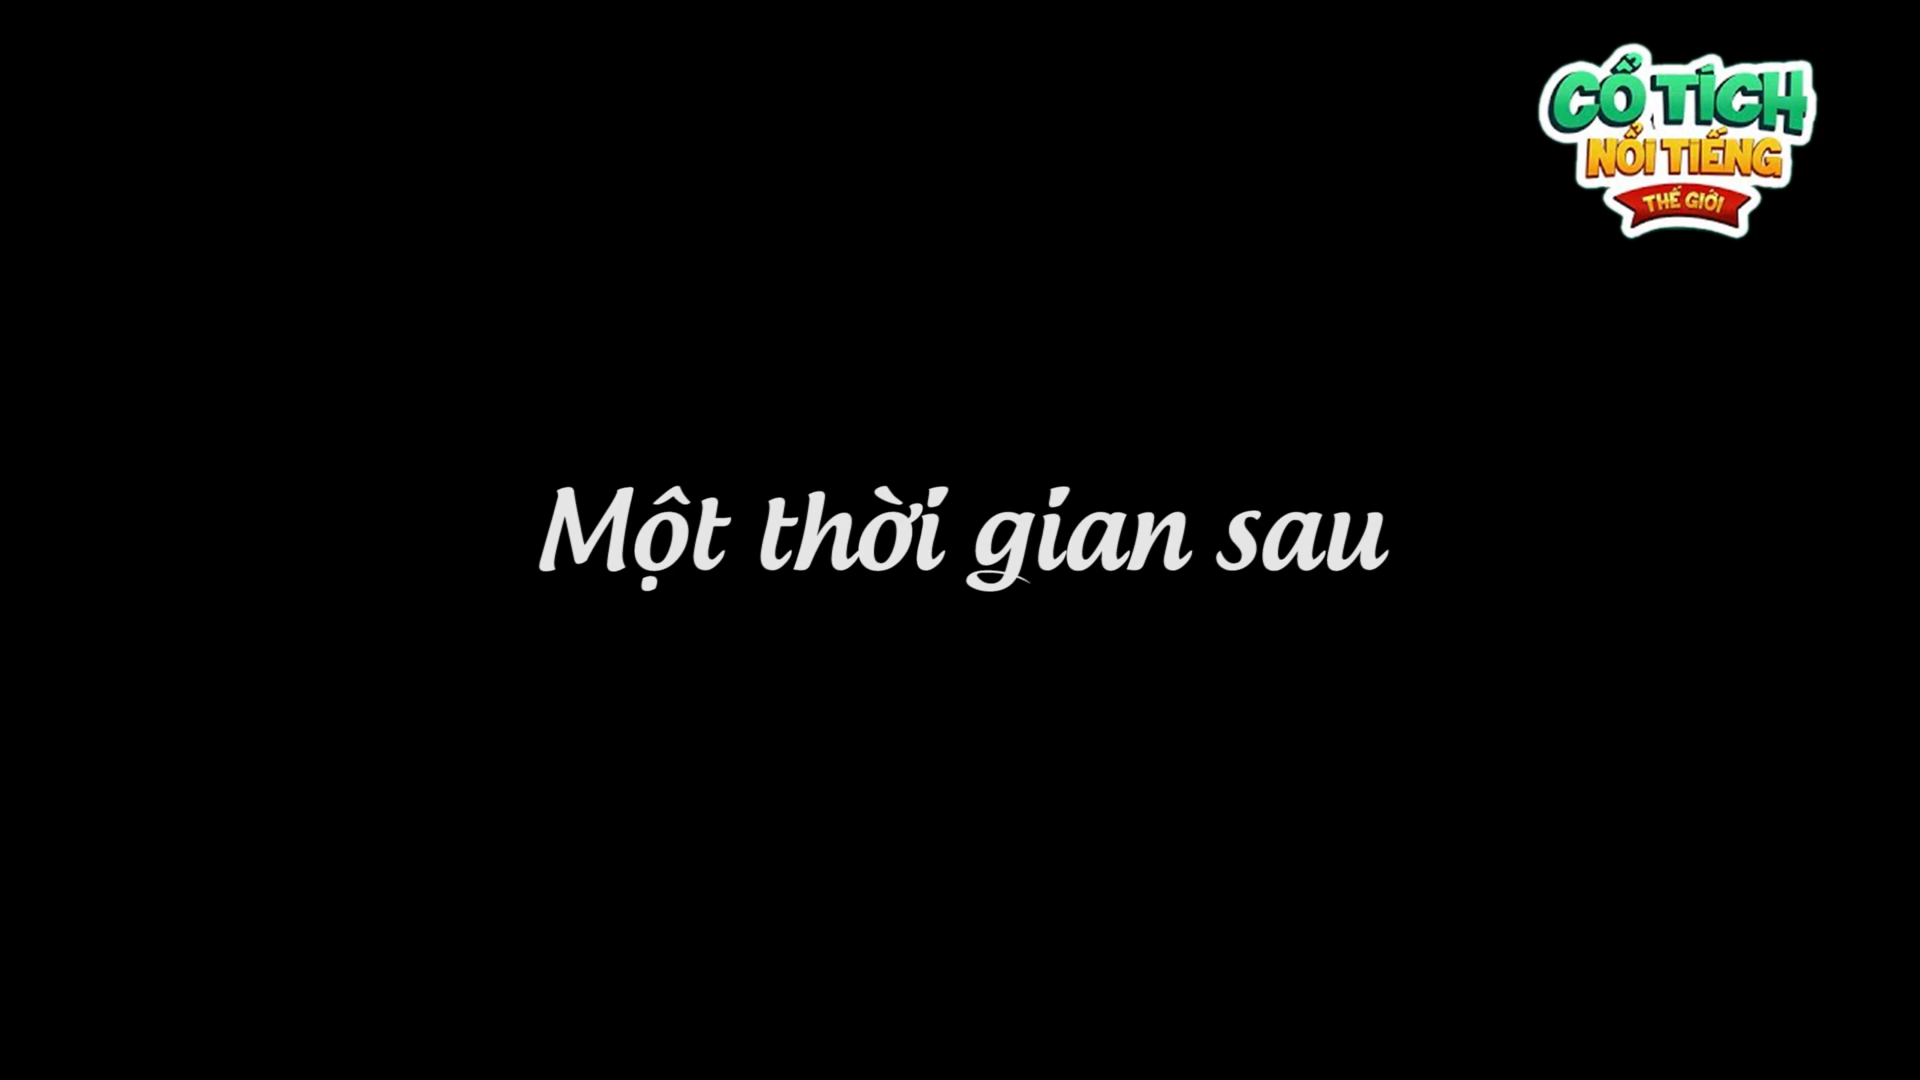 CỔ TÍCH
NỔI TIẾNG
THẾ GIỚI
Một thời gian sau